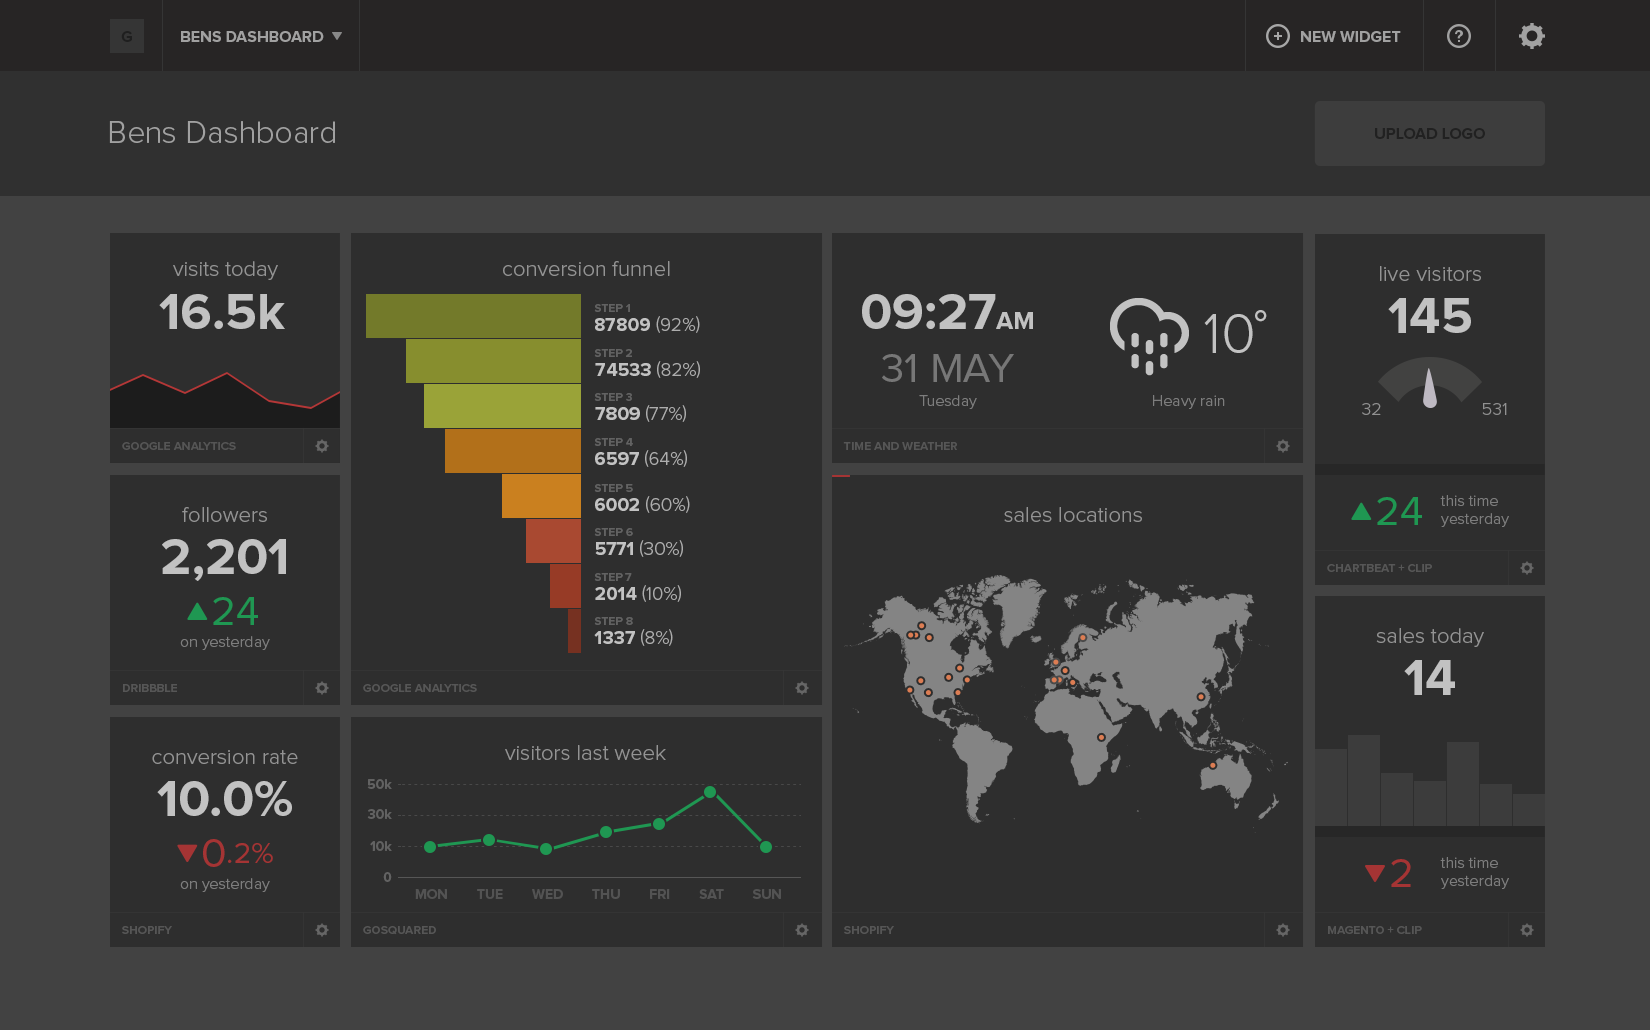 G
BENS DASHBOARD
NEW WIDGET
?
Bens Dashboard
UPLOAD LOGO
visits today
16.5k
GOOGLE ANALYTICS
conversion funnel
STEP 1
87809 (92%)
STEP 2
74533 (82%)
STEP 3
7809 (77%)
STEP 4
6597 (64%)
STEP 5
6002 (60%)
STEP 6
5771 (30%)
STEP 7
2014 (10%)
STEP 8
1337 (8%)
GOOGLE ANALYTICS
09:27AM
31 MAY
Tuesday
10°
Heavy rain
TIME AND WEATHER
live visitors
145
32
531
24
this time
yesterday
CHARTBEAT + CLIP
followers
2,201
24
on yesterday
DRIBBBLE
sales locations
SHOPIFY
sales today
14
2
this time
yesterday
MAGENTO + CLIP
conversion rate
10.0%
0.2%
on yesterday
SHOPIFY
visitors last week
50k
30k
10k
0
MON TUE WED THU FRI SAT SUN
GOSQUARED